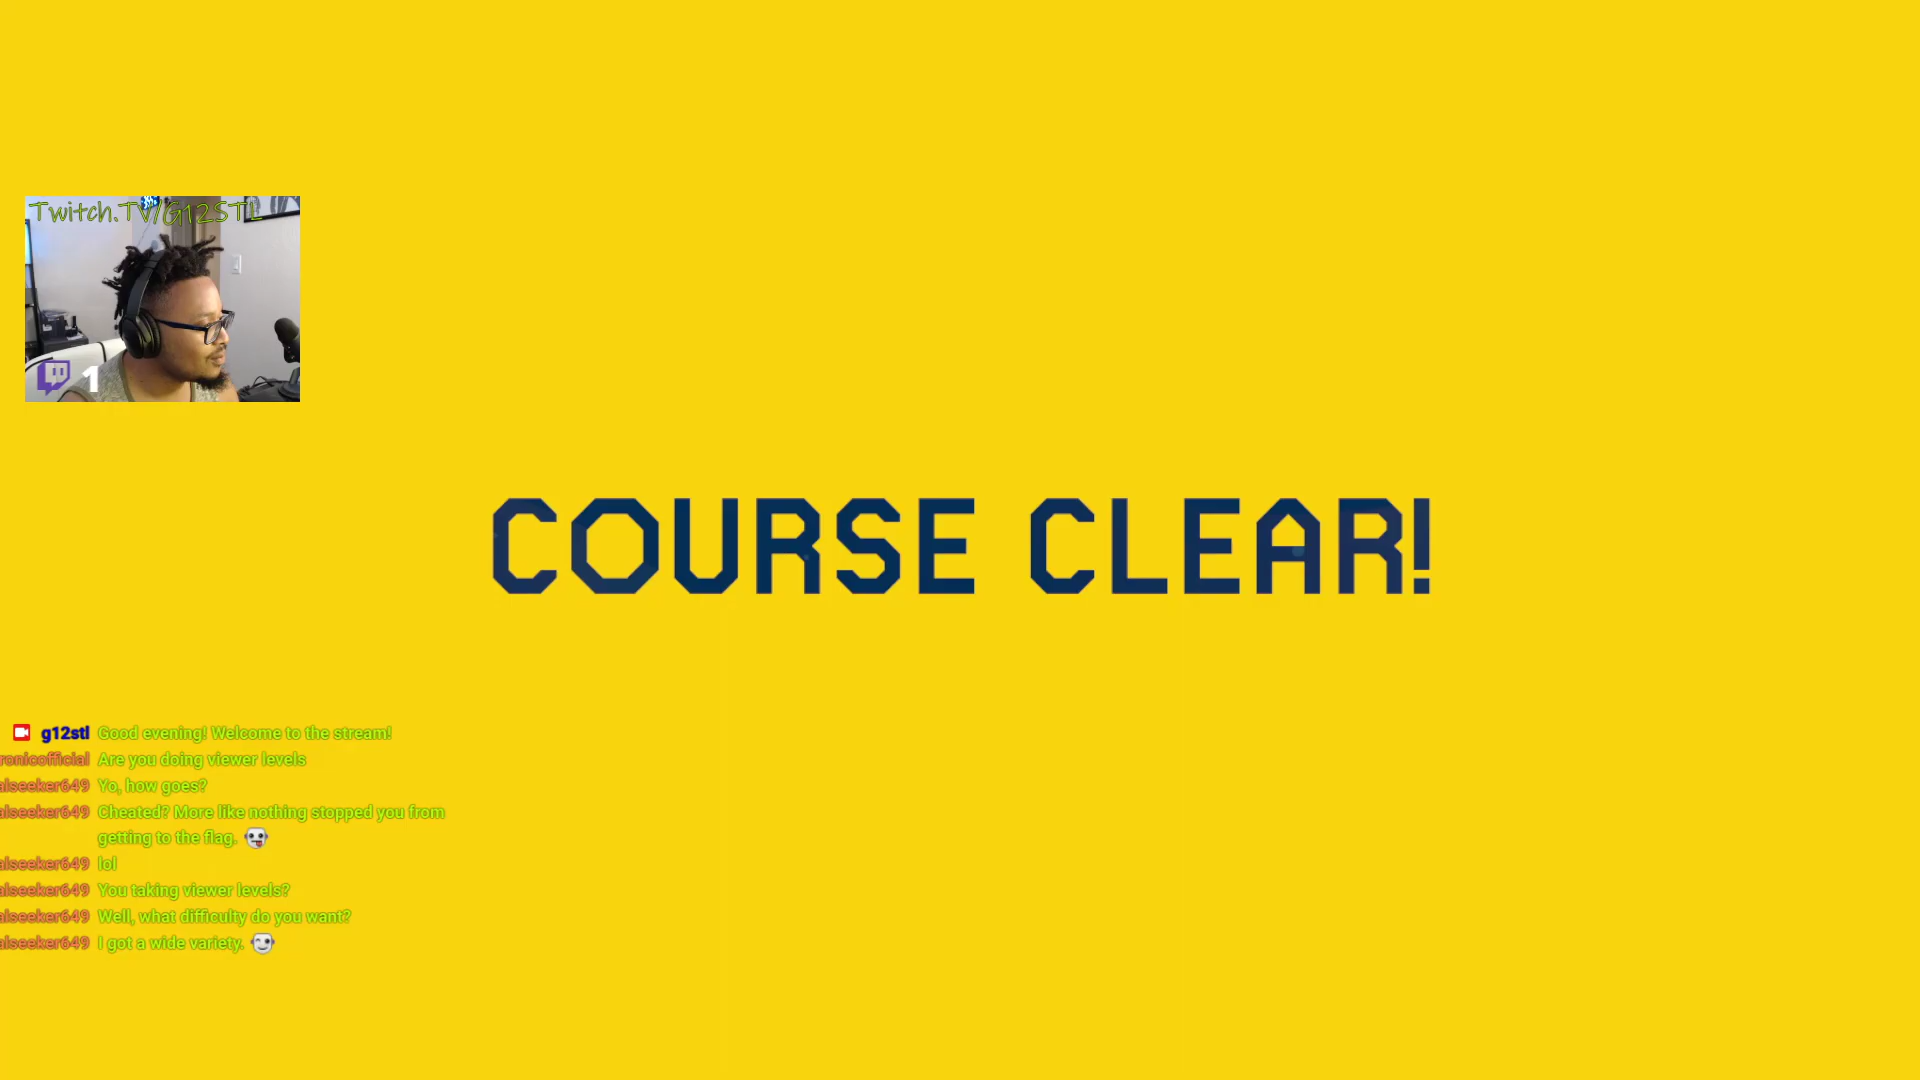 Twitch.TV/G12STL
1
COURSE CLEAR!
g12stl Good evening! Welcome to the stream!
ronicofficial Are you doing viewer levels
alseeker649 Yo, how goes?
alseeker649 Cheated? More like nothing stopped you from
getting to the flag.
alseeker649 lol
alseeker649 You taking viewer levels?
alseeker649 Well, what difficulty do you want?
alseeker649 I got a wide variety.